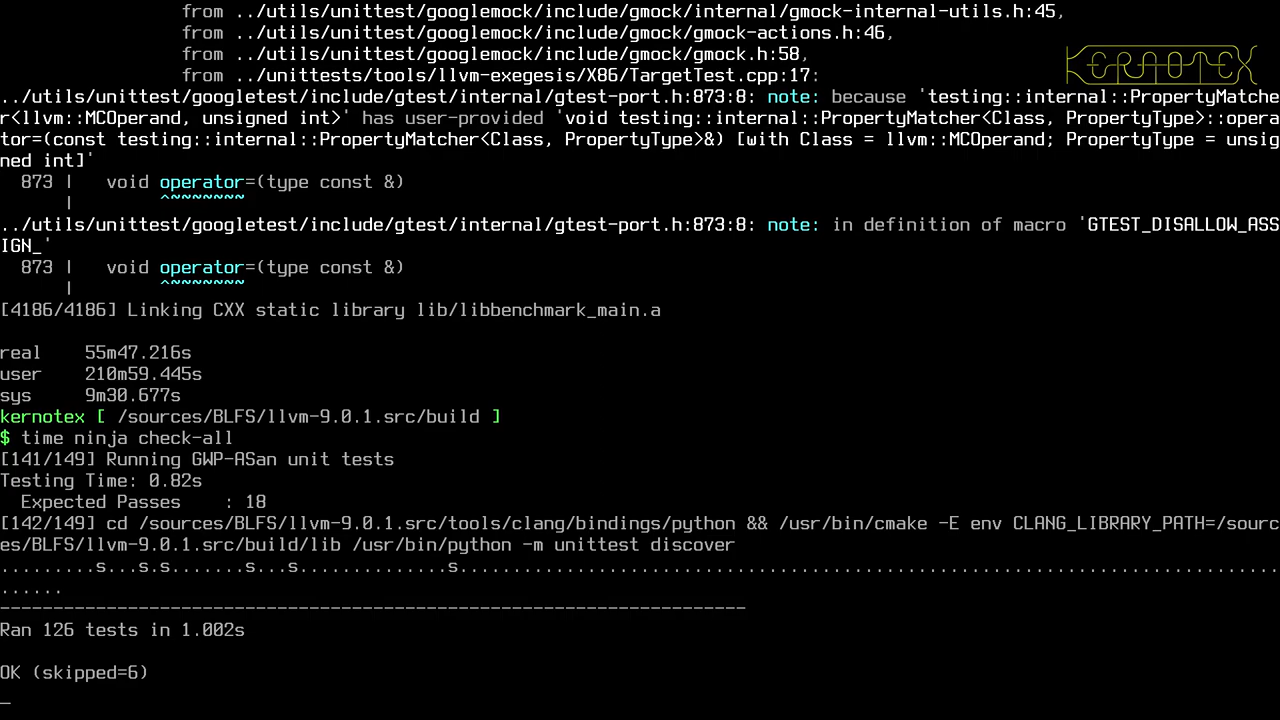 from ../utils/unittest/googlemock/include/gmock/internal/gmock-internal-utils.h:45,
from ../utils/unittest/googlemock/include/gmock/gmock-actions.h:46,
from ../utils/unittest/googlemock/include/gmock/gmock.h:58,
from ../unittests/tools/llvm-exegesis/X86/TargetTest.cpp:17:
KERNOTEX
../utils/unittest/googletest/include/gtest/internal/gtest-port.h:873:8: note: because 'testing::internal::PropertyMatche
r<llvm::MCOperand, unsigned int>' has user-provided 'void testing::internal::PropertyMatcher<Class, PropertyType>::opera
tor=(const testing::internal::PropertyMatcher<Class, PropertyType>&) [with Class = llvm::MCOperand; PropertyType = unsig
ned int]'
873 |   void operator=(type const &)
|        ^~~~~~~~
../utils/unittest/googletest/include/gtest/internal/gtest-port.h:873:8: note: in definition of macro 'GTEST_DISALLOW_ASS
IGN_'
873 |   void operator=(type const &)
|        ^~~~~~~~
[4186/4186] Linking CXX static library lib/libbenchmark_main.a
real    55m47.216s
user    210m59.445s
sys     9m30.677s
kernotex [ /sources/BLFS/llvm-9.0.1.src/build ]
$ time ninja check-all
[141/149] Running GWP-ASan unit tests
Testing Time: 0.82s
Expected Passes    : 18
[142/149] cd /sources/BLFS/llvm-9.0.1.src/tools/clang/bindings/python && /usr/bin/cmake -E env CLANG_LIBRARY_PATH=/sourc
es/BLFS/llvm-9.0.1.src/build/lib /usr/bin/python -m unittest discover
.........s...s.s.......s...s..............s.............................................................................
......
----------------------------------------------------------------------
Ran 126 tests in 1.002s
OK (skipped=6)
_